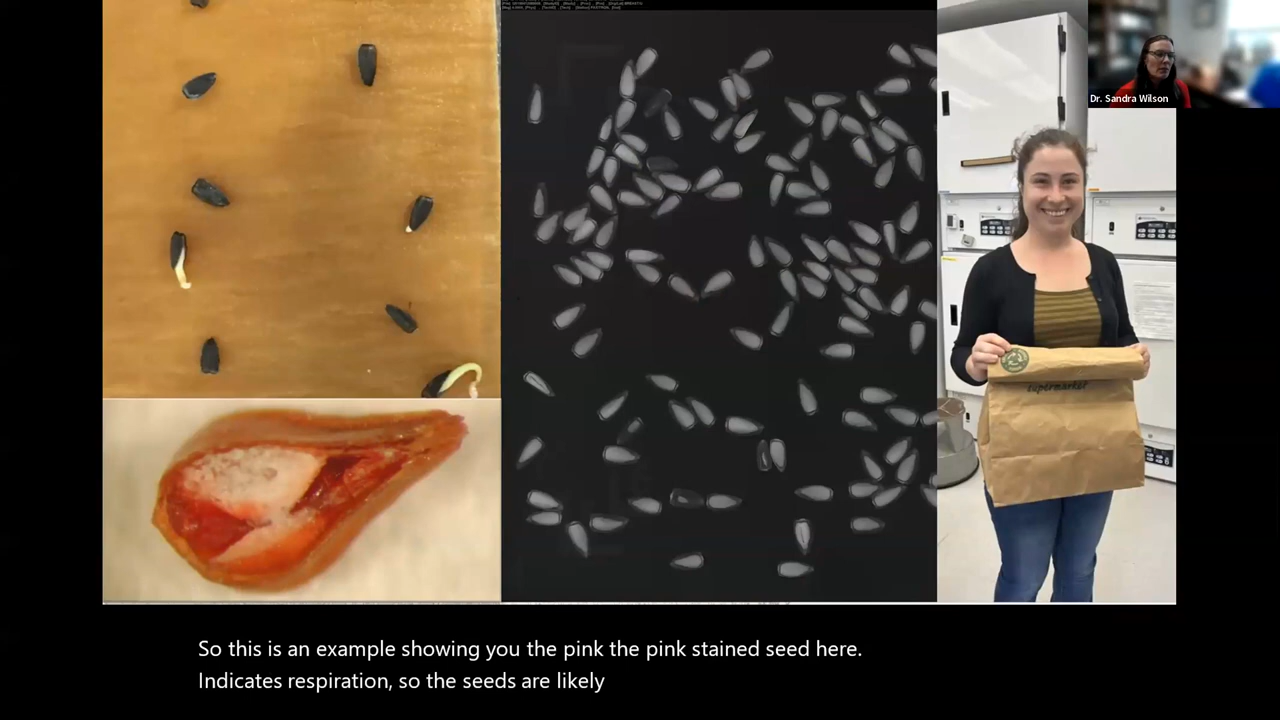 Dr. Sandra Wilson
supermarket
So this is an example showing you the pink the pink stained seed here.
Indicates respiration, so the seeds are likely